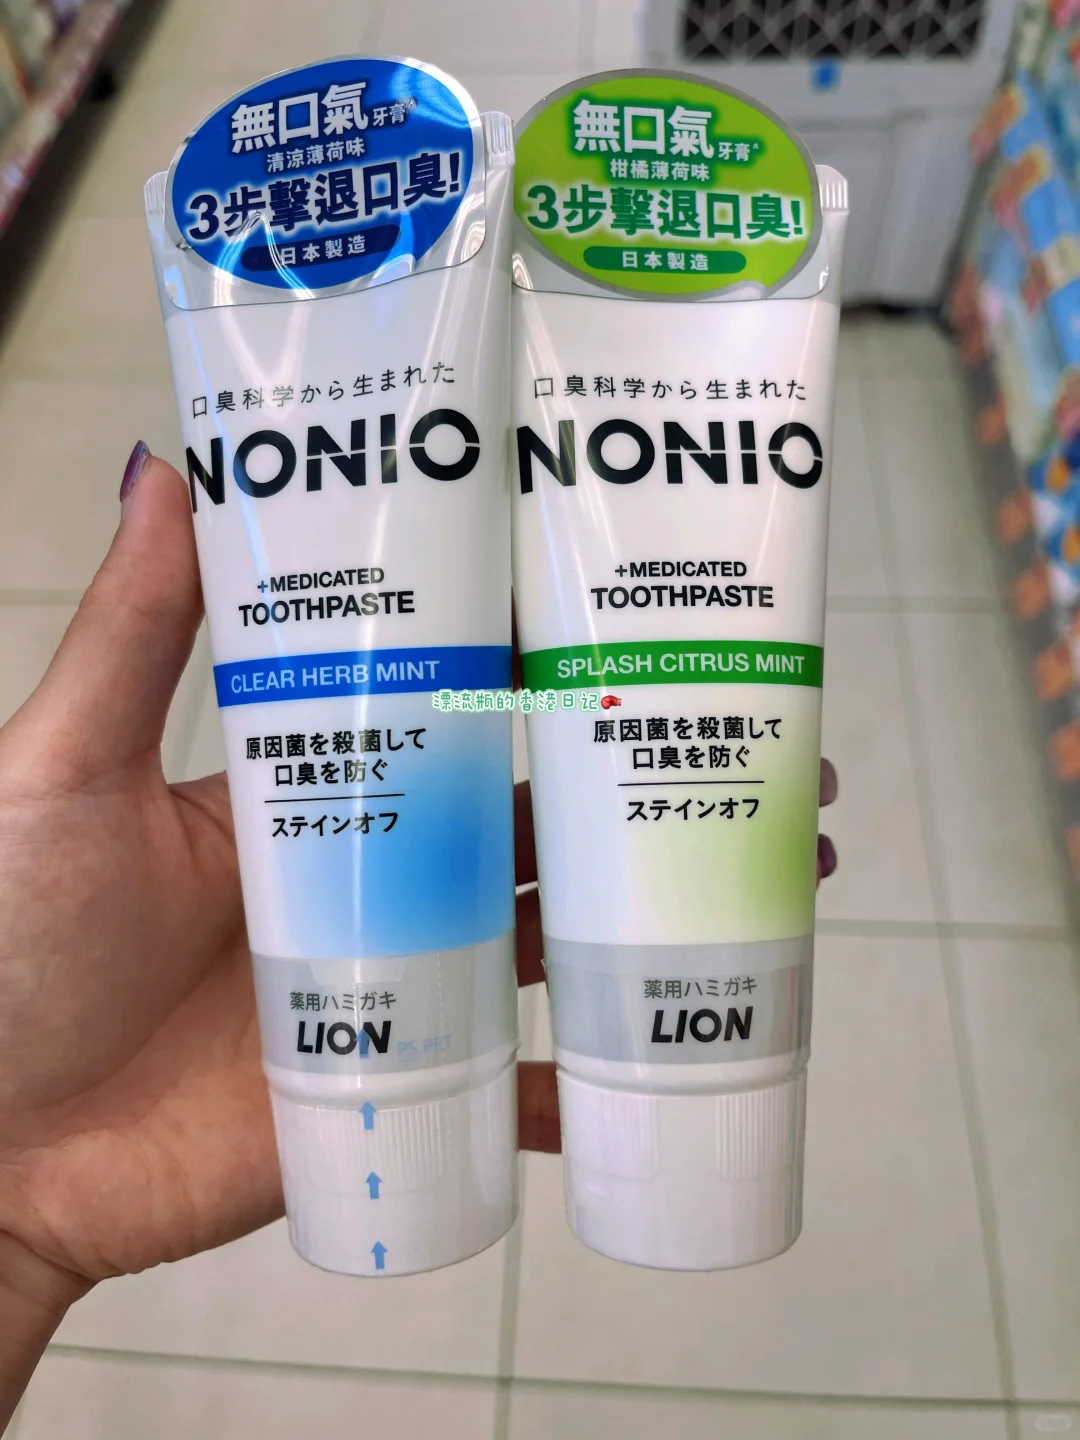 無口氣牙膏^
清涼薄荷味
3步擊退口臭!
日本製造
口臭科学から生まれた
NONIO
+MEDICATED
TOOTHPASTE
CLEAR HERB MINT
原因菌を殺菌して
口臭を防ぐ
ステインオフ
薬用ハミガキ
LION
PS,PET
無口氣牙膏^
柑橘薄荷味
3步擊退口臭!
日本製造
口臭科学から生まれた
NONIO
+MEDICATED
TOOTHPASTE
SPLASH CITRUS MINT
原因菌を殺菌して
口臭を防ぐ
ステインオフ
薬用ハミガキ
LION
漂流瓶的香港日记